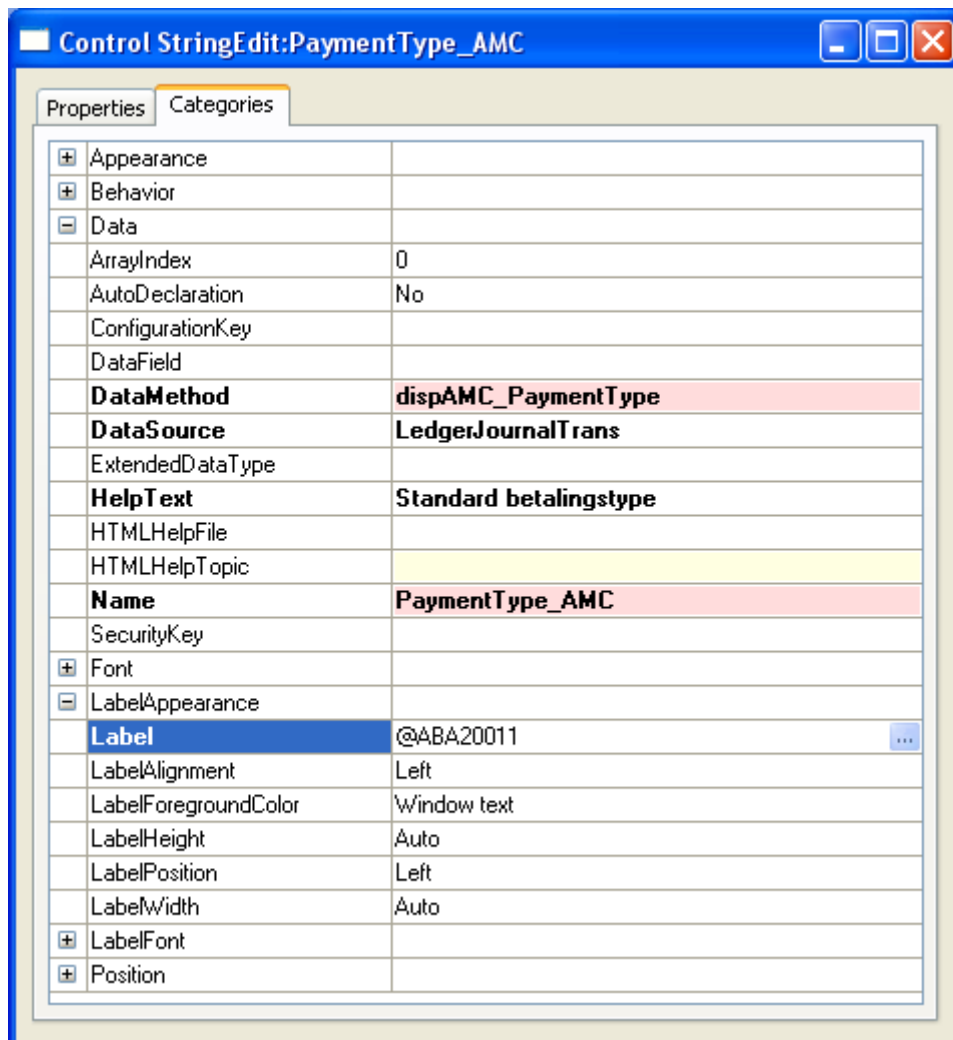 Control StringEdit:PaymentType_AMC
Properties Categories
Appearance
Behavior
Data
ArrayIndex 0
AutoDeclaration No
ConfigurationKey
DataField
DataMethod dispAMC_PaymentType
DataSource LedgerJournalTrans
ExtendedDataType
HelpText Standard betalingstype
HTMLHelpFile
HTMLHelpTopic
Name PaymentType_AMC
SecurityKey
Font
LabelAppearance
Label @ABA20011 ...
LabelAlignment Left
LabelForegroundColor Window text
LabelHeight Auto
LabelPosition Left
LabelWidth Auto
LabelFont
Position